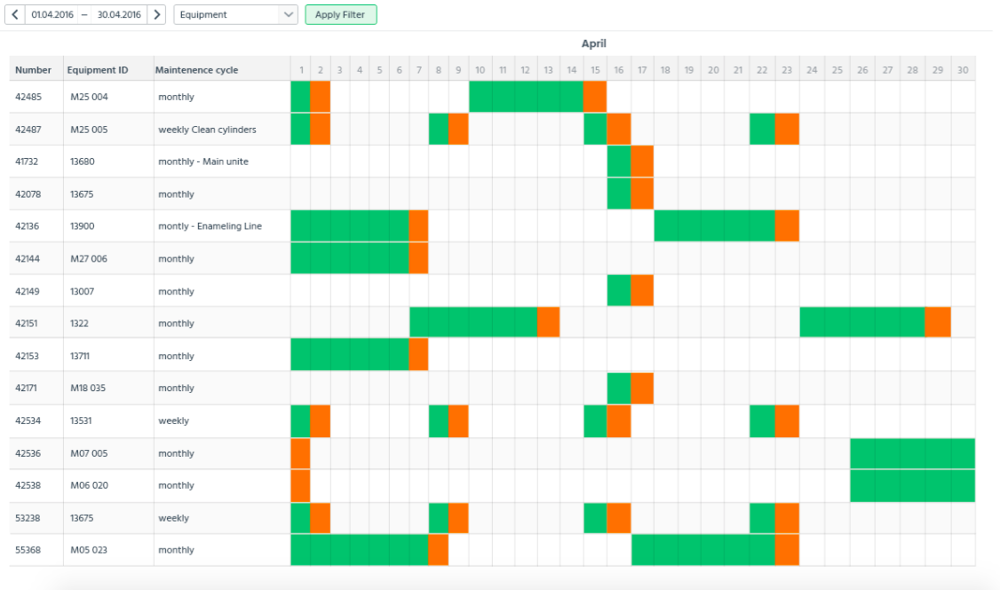 01.04.2016 – 30.04.2016 Equipment Apply Filter
April
Number Equipment ID Maintenence cycle 1 2 3 4 5 6 7 8 9 10 11 12 13 14 15 16 17 18 19 20 21 22 23 24 25 26 27 28 29 30
42485 M25 004 monthly
42487 M25 005 weekly Clean cylinders
41732 13680 monthly - Main unite
42078 13675 monthly
42136 13900 montly - Enameling Line
42144 M27 006 monthly
42149 13007 monthly
42151 1322 monthly
42153 13711 monthly
42171 M18 035 monthly
42534 13531 weekly
42536 M07 005 monthly
42538 M06 020 monthly
53238 13675 weekly
55368 M05 023 monthly